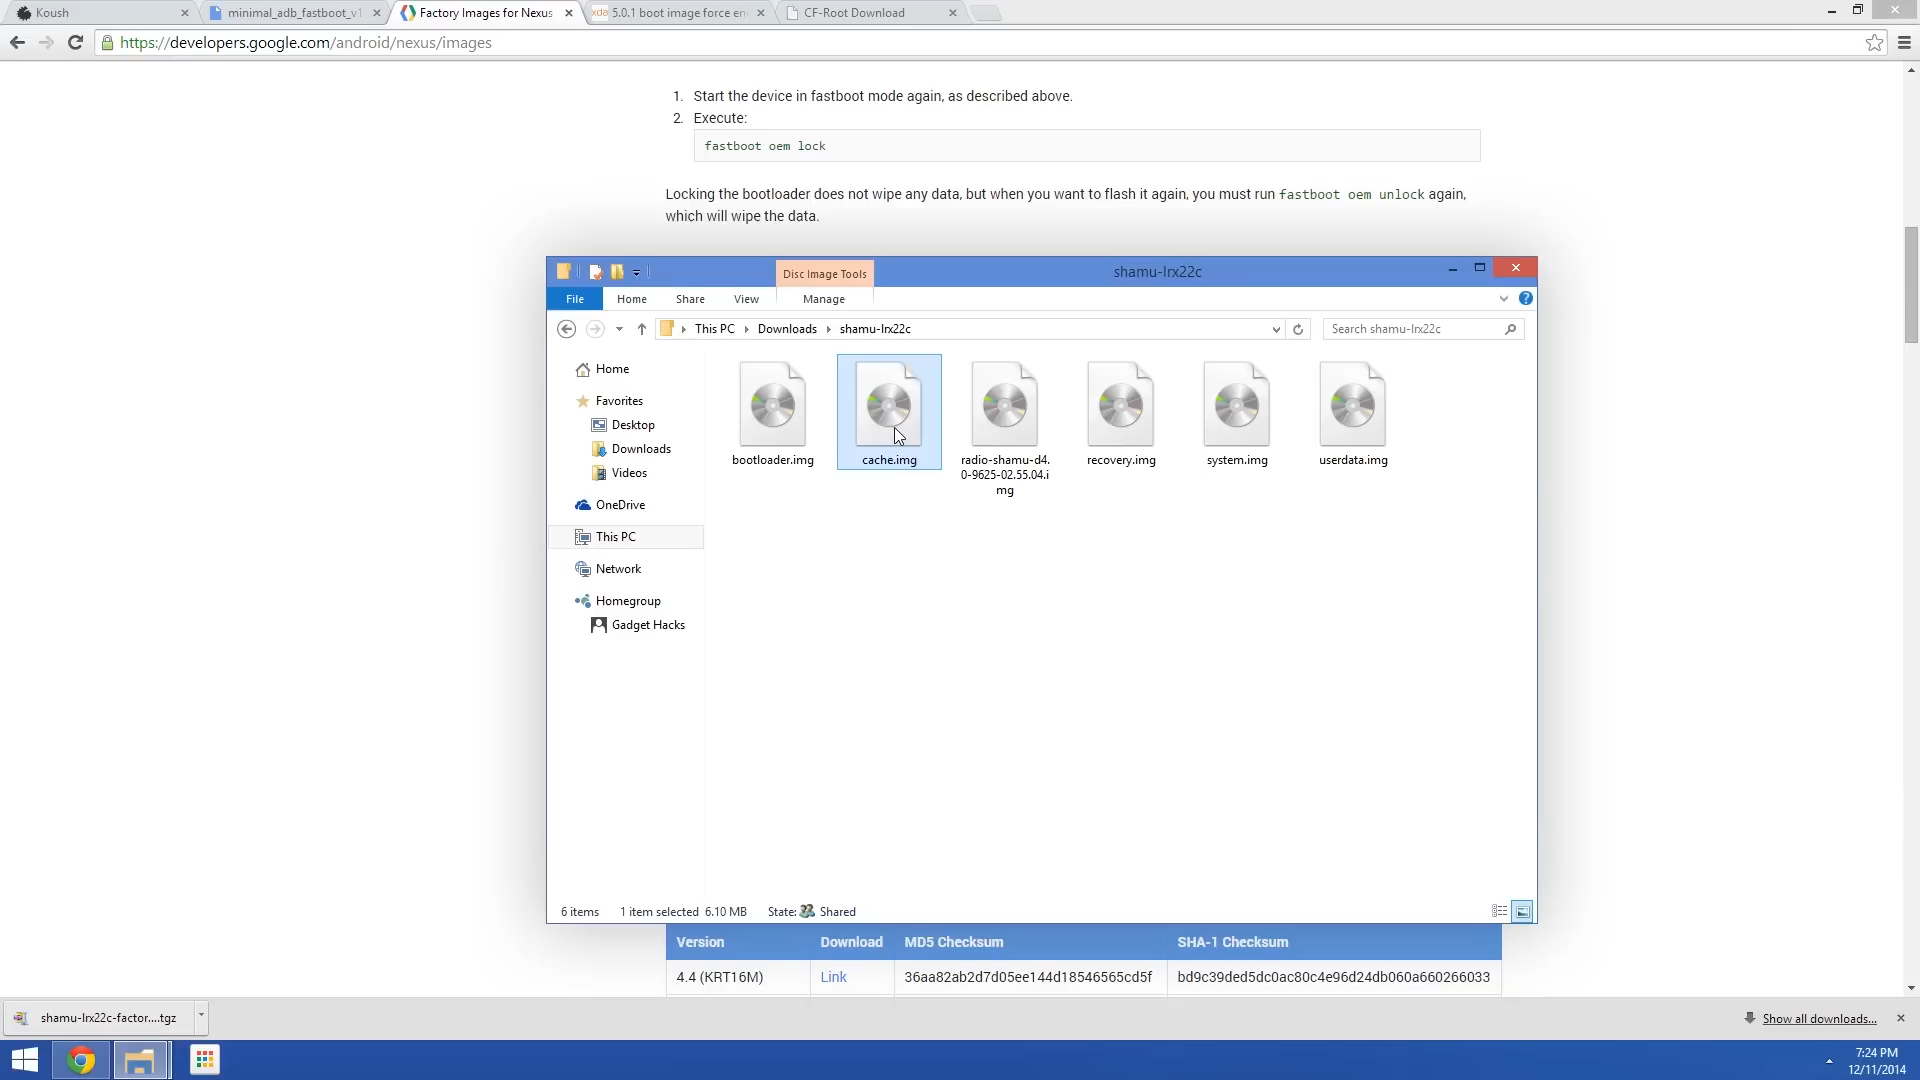 Koush
minimal_adb_fastboot_v1
Factory Images for Nexus
xda 5.0.1 boot image force en
CF-Root Download
https://developers.google.com/android/nexus/images
1. Start the device in fastboot mode again, as described above.
2. Execute:
fastboot oem lock
Locking the bootloader does not wipe any data, but when you want to flash it again, you must run fastboot oem unlock again,
which will wipe the data.
Disc Image Tools
shamu-lrx22c
File
Home
Share
View
Manage
This PC
Downloads
shamu-lrx22c
Search shamu-lrx22c
Home
Favorites
Desktop
Downloads
Videos
OneDrive
This PC
Network
Homegroup
Gadget Hacks
bootloader.img
cache.img
radio-shamu-d4.
0-9625-02.55.04.i
mg
recovery.img
system.img
userdata.img
6 items
1 item selected 6.10 MB
State: Shared
Version
Download
MD5 Checksum
SHA-1 Checksum
4.4 (KRT16M)
Link
36aa82ab2d7d05ee144d18546565cd5f
bd9c39ded5dc0ac80c4e96d24db060a660266033
shamu-lrx22c-factor....tgz
Show all downloads...
7:24 PM
12/11/2014